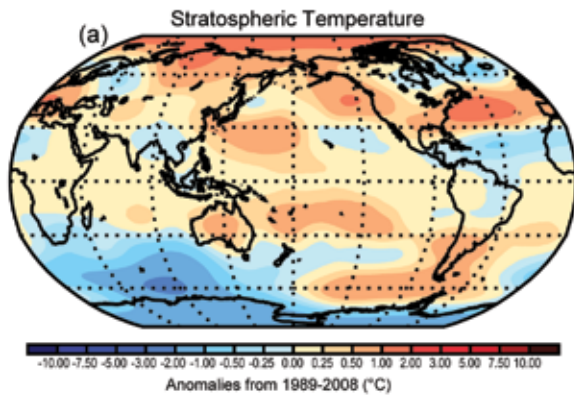 Stratospheric Temperature
(a)
-10.00 -7.50 -5.00 -2.00 -1.00 -0.50 -0.25 0.00 0.25 0.50 1.00 2.00 3.00 5.00 7.50 10.00
Anomalies from 1989-2008 (°C)